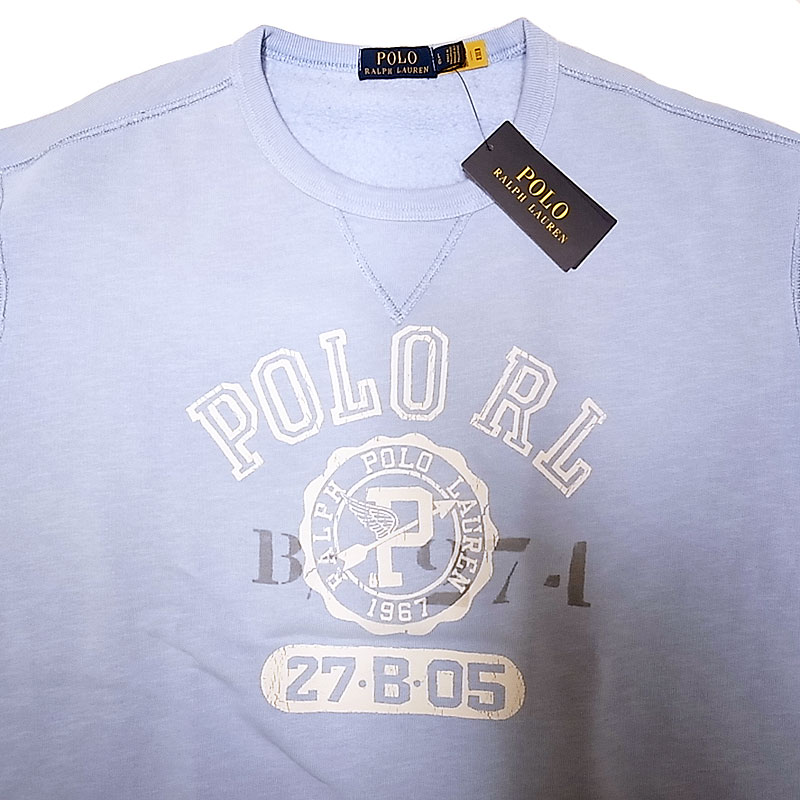 POLO
RALPH LAUREN
POLO
RALPH LAUREN
POLO RL
RALPH POLO LAUREN
P
1967
27·B·05